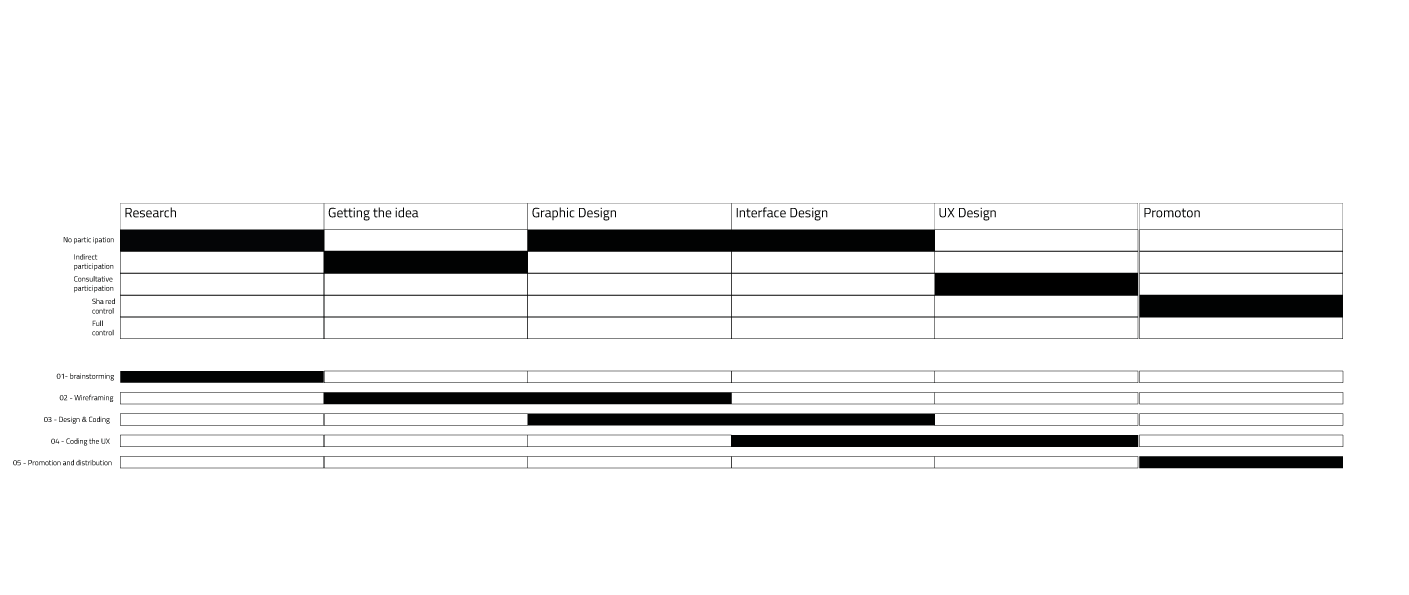 Research
Getting the idea
Graphic Design
Interface Design
UX Design
Promoton
No partic ipation
Indirect
participation
Consultative
participation
Sha red
control
Full
control
01- brainstorming
02 - Wireframing
03 - Design & Coding
04 - Coding the UX
05 - Promotion and distribution